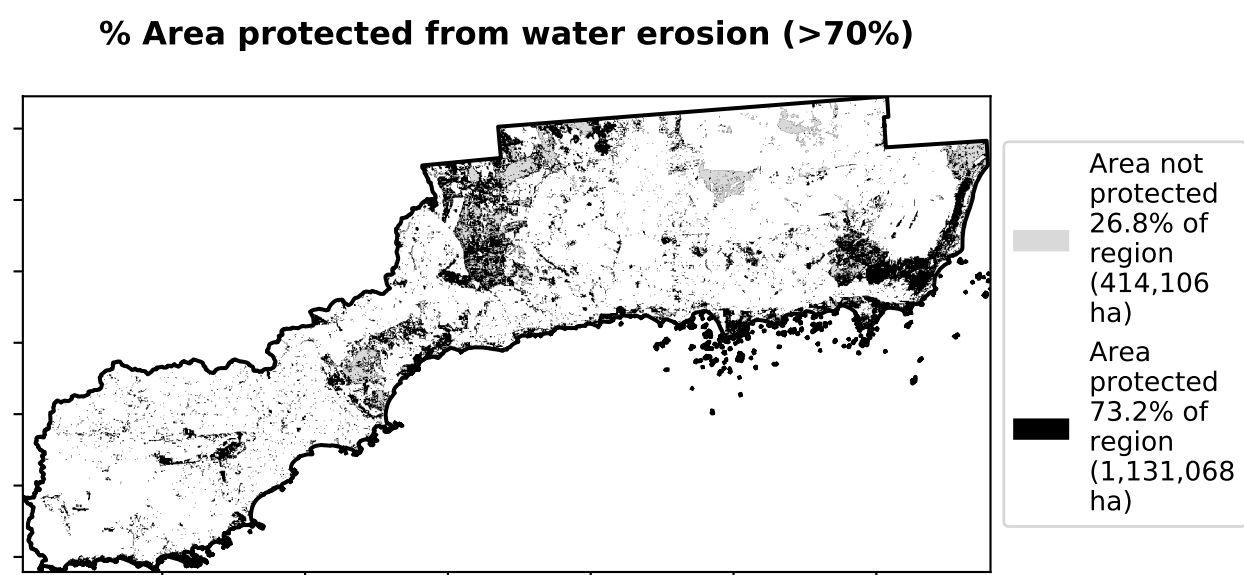 % Area protected from water erosion (>70%)
Area not
protected
26.8% of
region
(414,106
ha)
Area
protected
73.2% of
region
(1,131,068
ha)